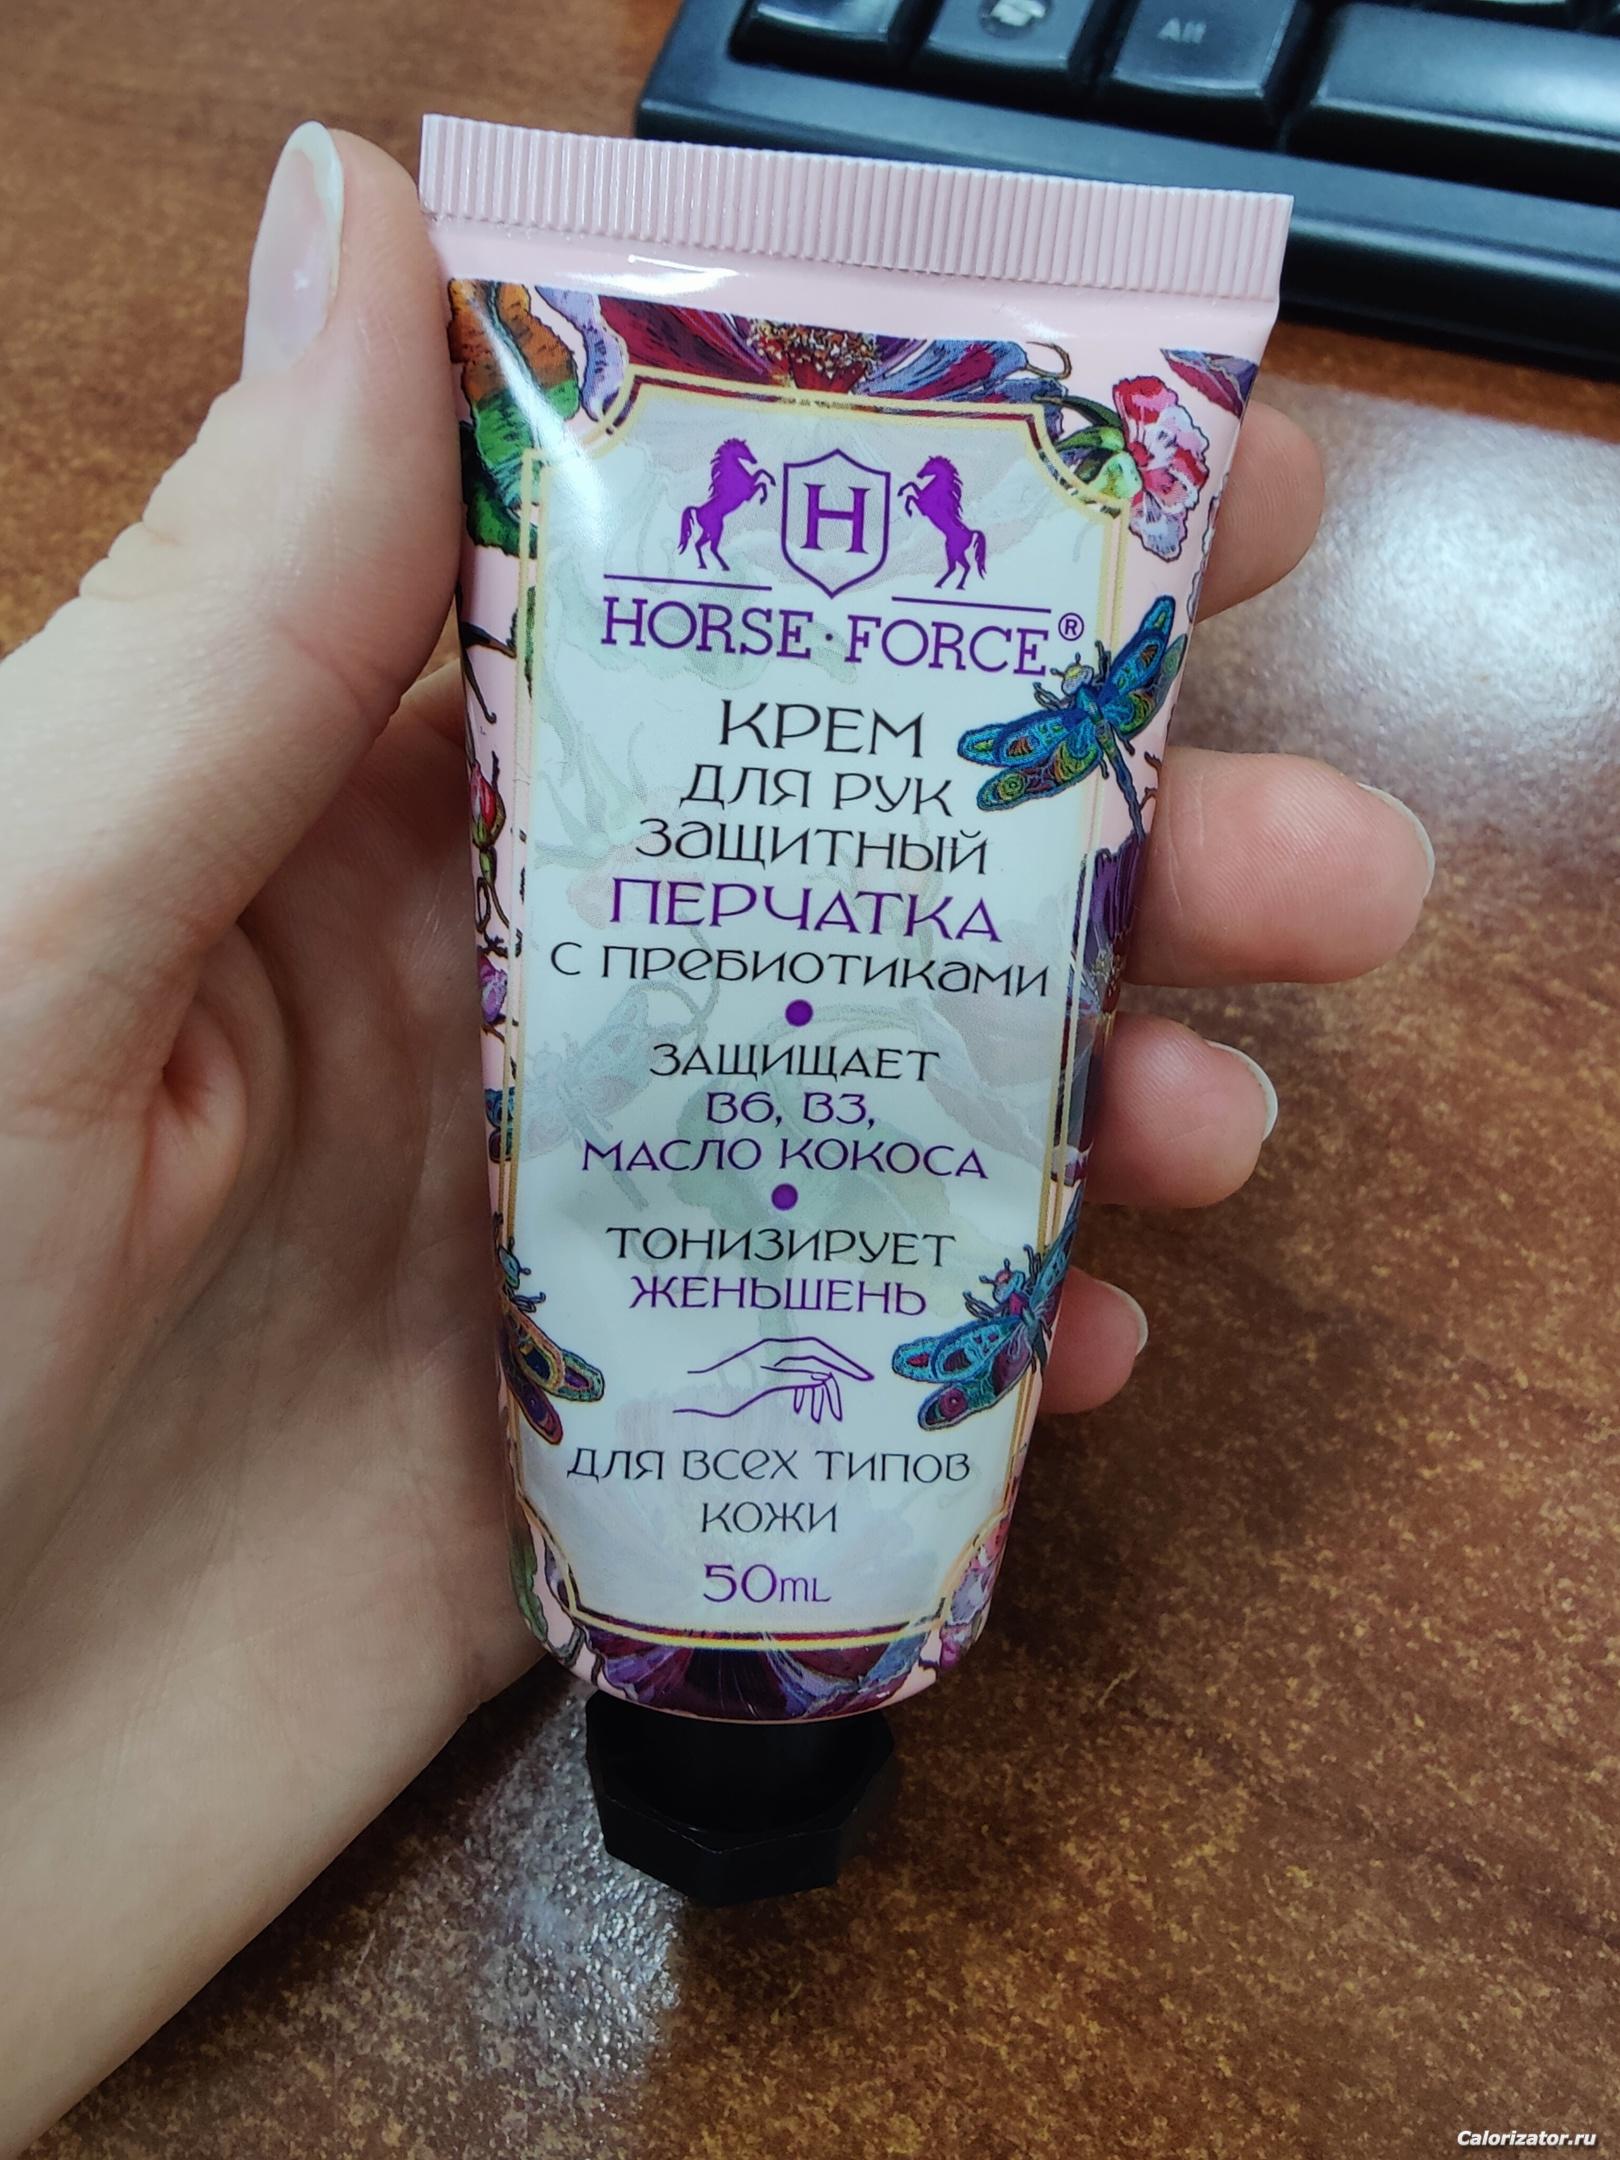 Alt
H
HORSE·FORCE®
КРЕМ
ДЛЯ РУК
ЗАЩИТНЫЙ
ПЕРЧАТКА
С ПРЕБИОТИКАМИ
ЗАЩИЩАЕТ
B6, B3,
МАСЛО КОКОСА
ТОНИЗИРУЕТ
ЖЕНЬШЕНЬ
ДЛЯ ВСЕХ ТИПОВ
КОЖИ
50mL
Calorizator.ru